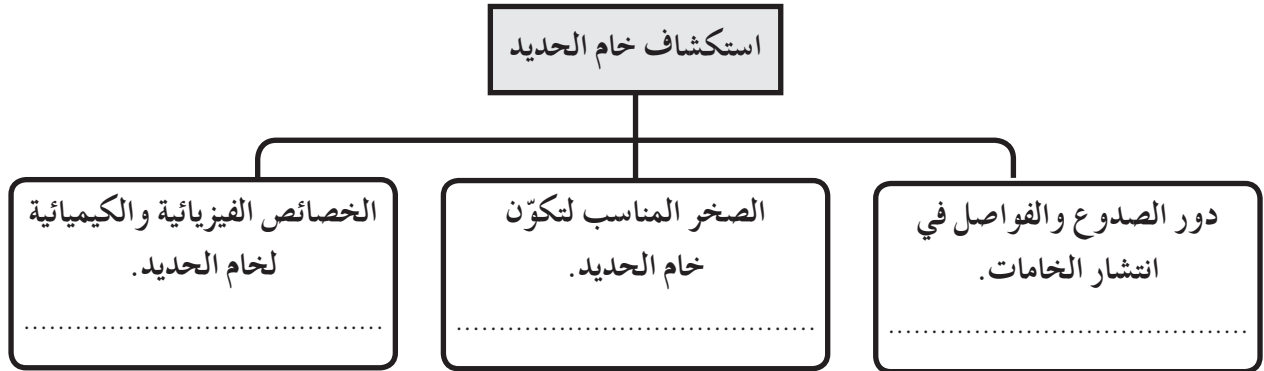 استكشاف خام الحديد
دور الصدوع والفواصل في
انتشار الخامات.
........................................
الصخر المناسب لتكوّن
خام الحديد.
........................................
الخصائص الفيزيائية والكيميائية
لخام الحديد.
........................................